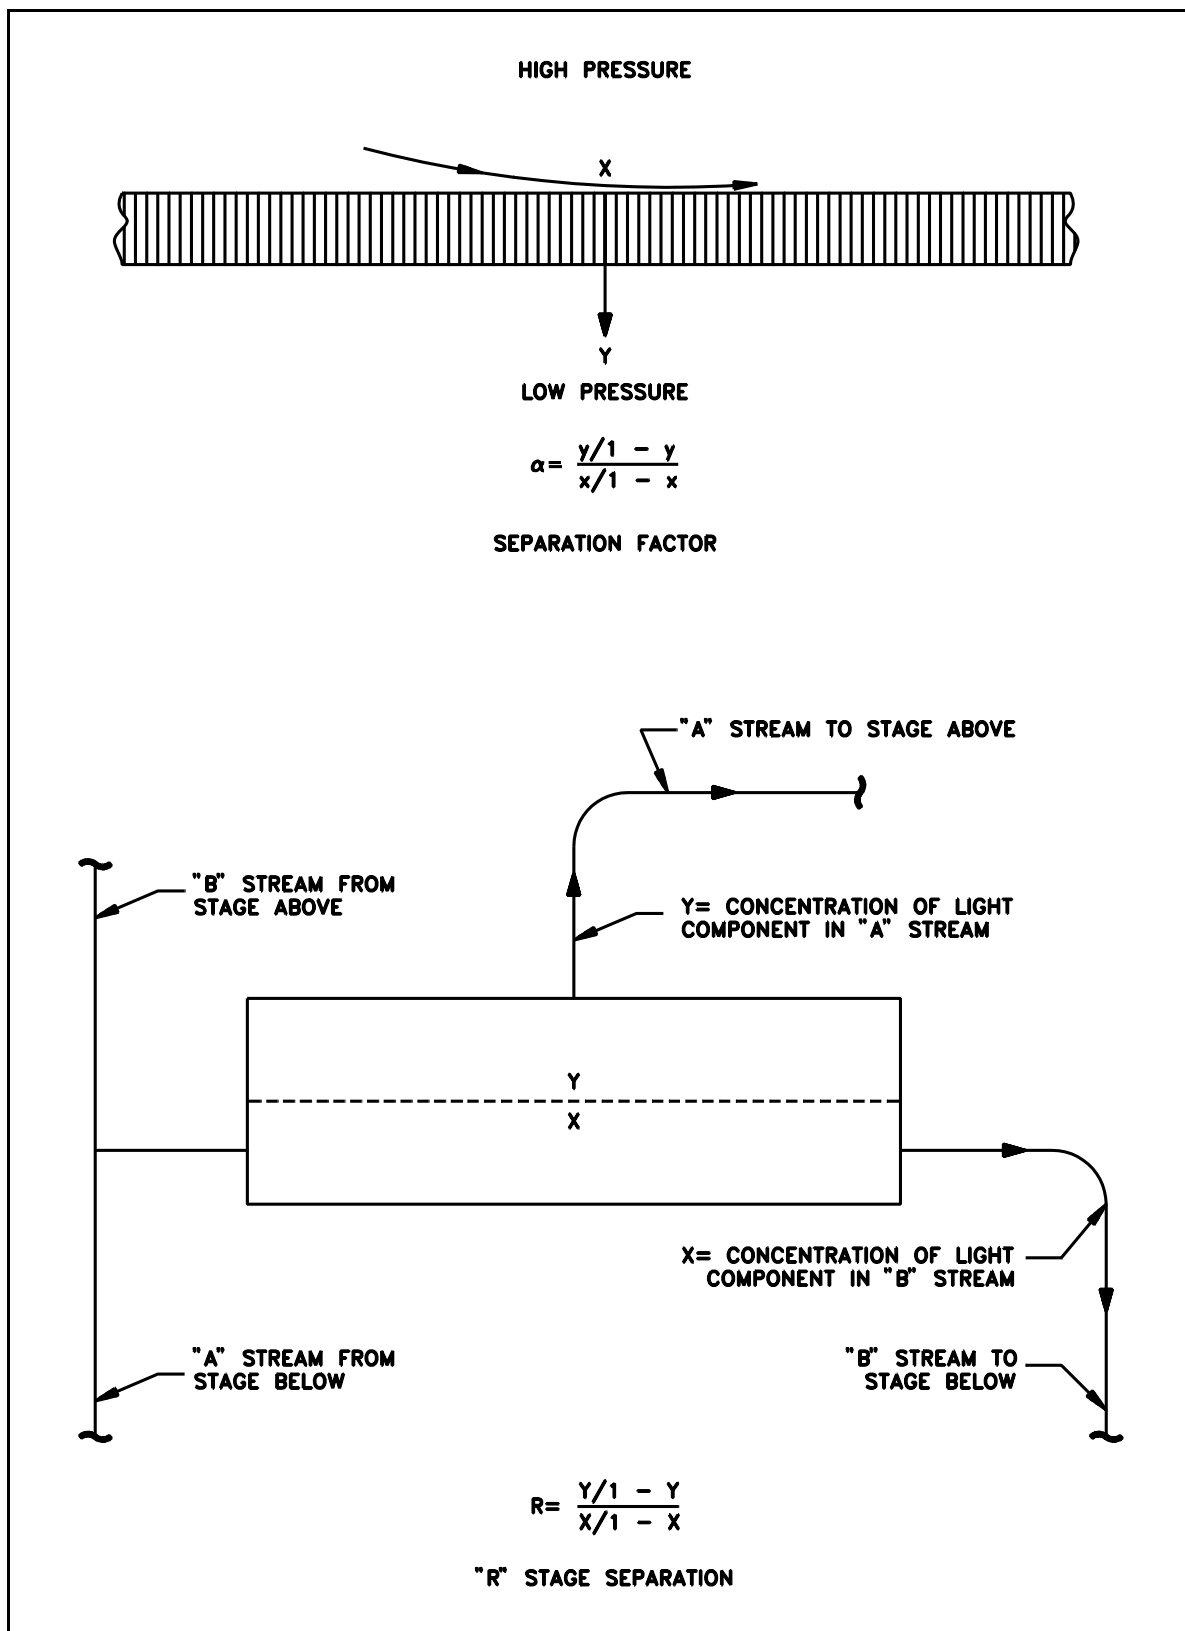 HIGH PRESSURE
X
Y
LOW PRESSURE
α= y/1 - y
x/1 - x
SEPARATION FACTOR
"A" STREAM TO STAGE ABOVE
"B" STREAM FROM
STAGE ABOVE
Y= CONCENTRATION OF LIGHT
COMPONENT IN "A" STREAM
Y
X
X= CONCENTRATION OF LIGHT
COMPONENT IN "B" STREAM
"A" STREAM FROM
STAGE BELOW
"B" STREAM TO
STAGE BELOW
R= Y/1 - Y
X/1 - X
"R" STAGE SEPARATION